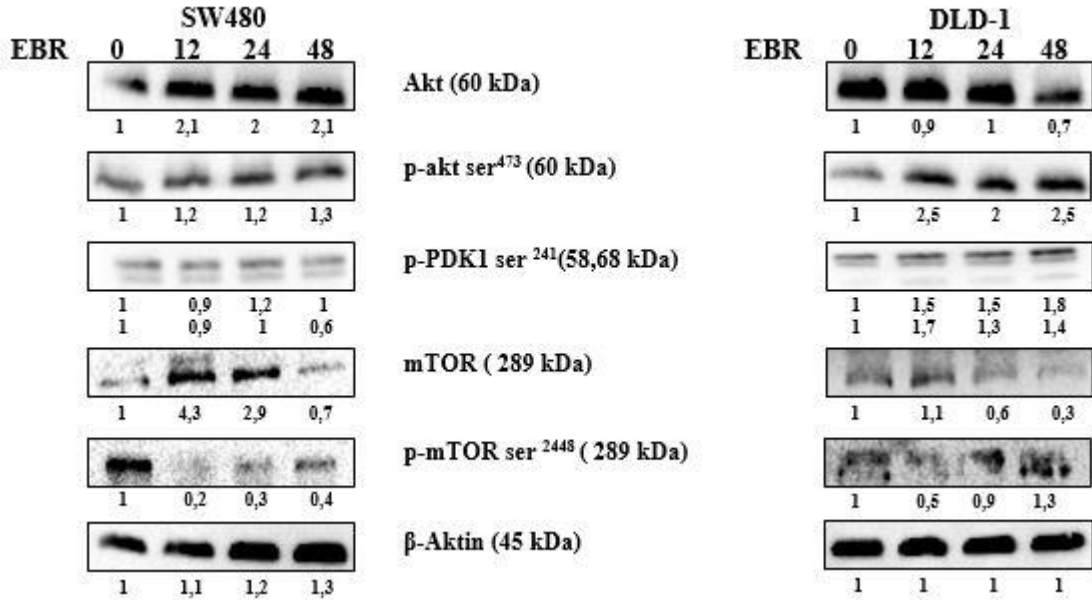 SW480 DLD-1
EBR 0 12 24 48 EBR 0 12 24 48
Akt (60 kDa)
1 2,1 2 2,1 1 0,9 1 0,7
p-akt ser⁴⁷³ (60 kDa)
1 1,2 1,2 1,3 1 2,5 2 2,5
p-PDK1 ser ²⁴¹(58,68 kDa)
1 0,9 1,2 1 1 1,5 1,5 1,8
1 0,9 1 0,6 1 1,7 1,3 1,4
mTOR ( 289 kDa)
1 4,3 2,9 0,7 1 1,1 0,6 0,3
p-mTOR ser ²⁴⁴⁸ ( 289 kDa)
1 0,2 0,3 0,4 1 0,5 0,9 1,3
β-Aktin (45 kDa)
1 1,1 1,2 1,3 1 1 1 1